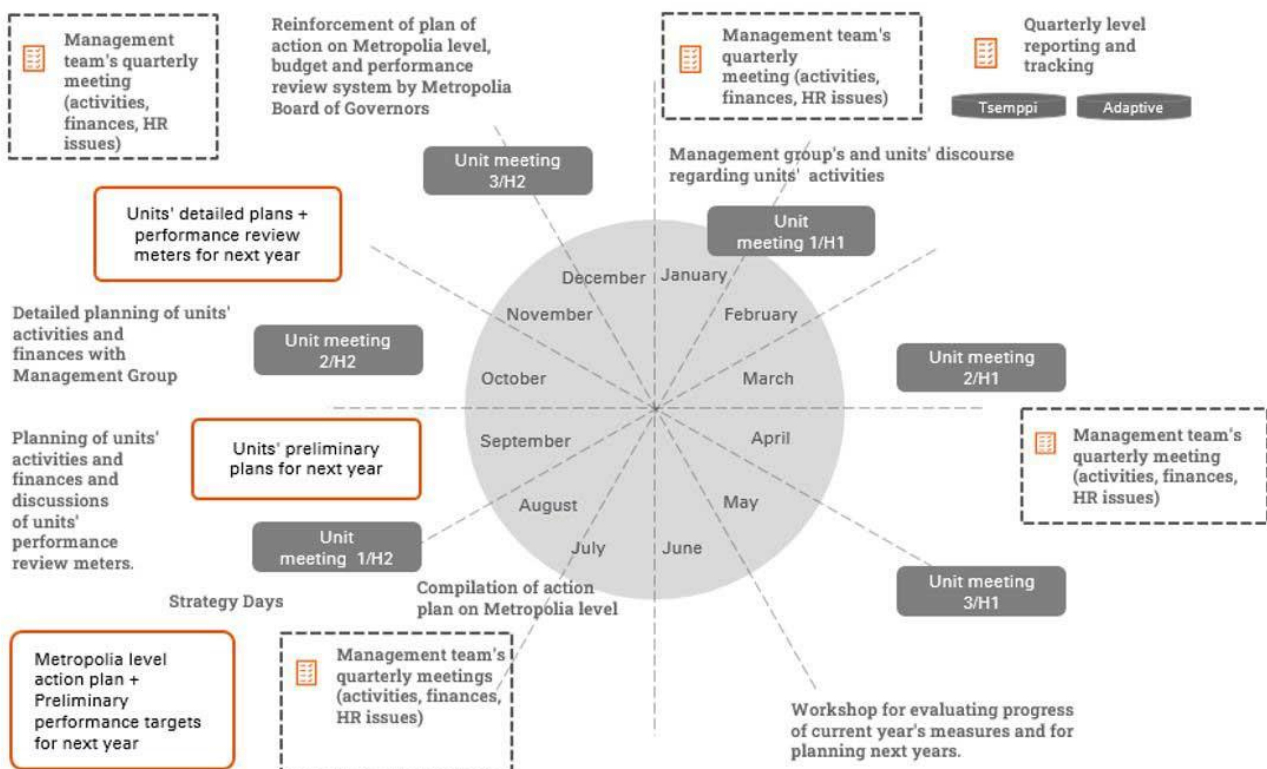 Management
team's quarterly
meeting
(activities,
finances, HR
issues)
Reinforcement of plan of
action on Metropolia level,
budget and performance
review system by Metropolia
Board of Governors
Management team's
quarterly
meeting (activities,
finances, HR issues)
Quarterly level
reporting and
tracking
Tsemppi
Adaptive
Unit meeting
3/H2
Management group's and units' discourse
regarding units' activities
Units' detailed plans +
performance review
meters for next year
Unit
meeting 1/H1
December
January
November
February
Detailed planning of units'
activities and
finances with
Management Group
Unit meeting
2/H2
October
March
Unit meeting
2/H1
Planning of units'
activities and
finances and
discussions
of units'
performance
review meters.
Units' preliminary
plans for next year
September
April
Management team's
quarterly meeting
(activities, finances,
HR issues)
August
May
Unit
meeting 1/H2
July
June
Unit meeting
3/H1
Strategy Days
Compilation of action
plan on Metropolia level
Metropolia level
action plan +
Preliminary
performance targets
for next year
Management team's
quarterly meetings
(activities, finances,
HR issues)
Workshop for evaluating progress
of current year's measures and for
planning next years.